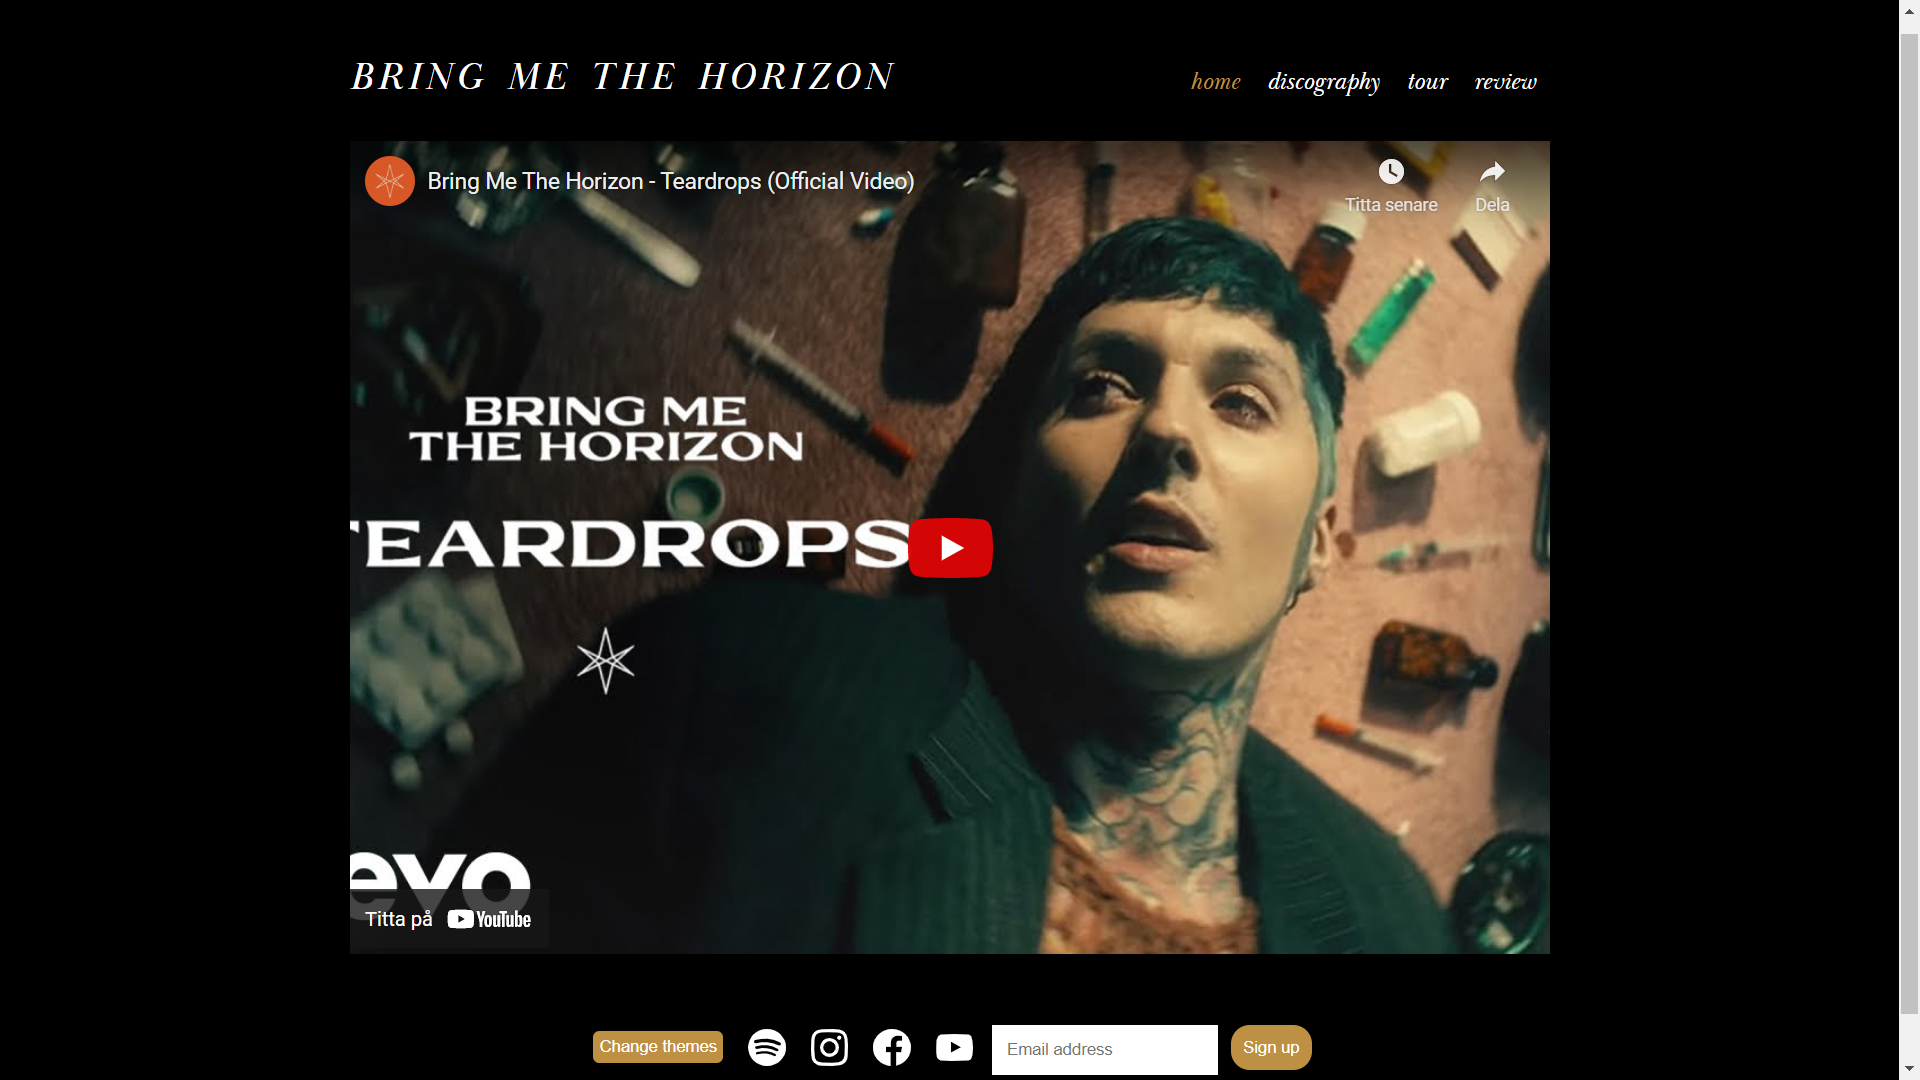 BRING ME THE HORIZON
home discography tour review
Bring Me The Horizon - Teardrops (Official Video)
Titta senare
Dela
BRING ME
THE HORIZON
TEARDROPS
evo
Titta på YouTube
Change themes
Email address
Sign up